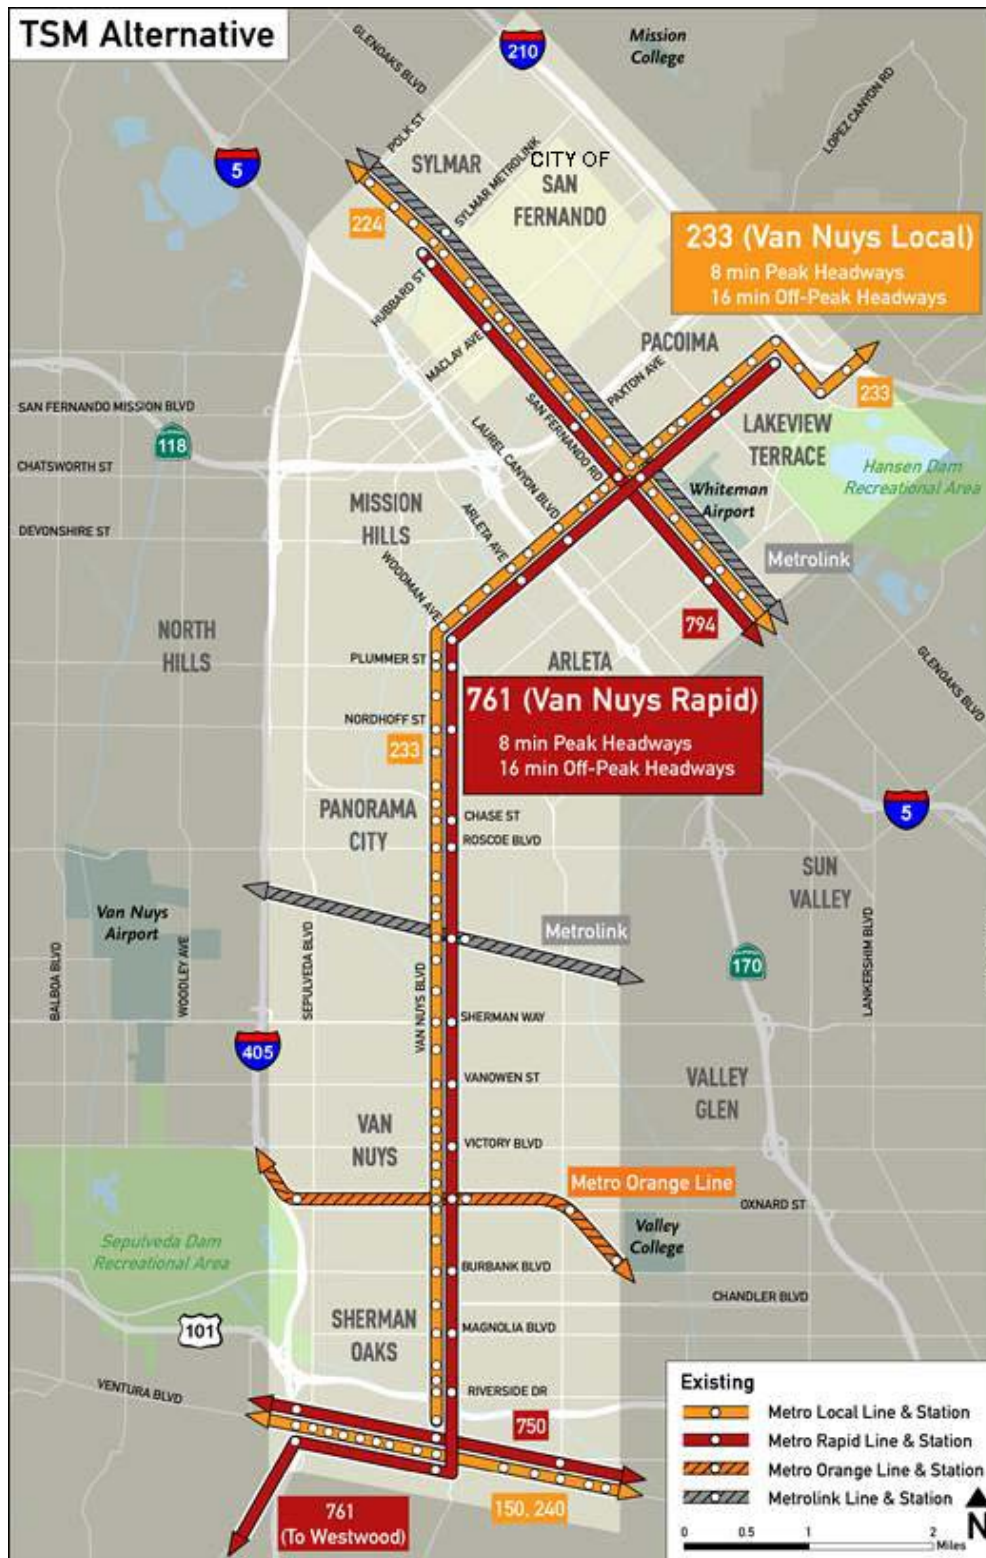 TSM Alternative
GLENOAKS BLVD
210
Mission
College
LOPEZ CANYON RD
POLK ST
5
SYLMAR
SYLMAR METROLINK
CITY OF
SAN
FERNANDO
224
233 (Van Nuys Local)
8 min Peak Headways
16 min Off-Peak Headways
HUBBARD ST
MACLAY AVE
PACOIMA
PAXTON AVE
233
SAN FERNANDO MISSION BLVD
118
SAN FERNANDO RD
LAUREL CANYON BLVD
LAKEVIEW
TERRACE
CHATSWORTH ST
Hansen Dam
Recreational Area
Whiteman
Airport
MISSION
HILLS
DEVONSHIRE ST
ARLETA AVE
WOODMAN AVE
Metrolink
794
NORTH
HILLS
PLUMMER ST
ARLETA
GLENOAKS BLVD
761 (Van Nuys Rapid)
8 min Peak Headways
16 min Off-Peak Headways
NORDHOFF ST
233
PANORAMA
CITY
CHASE ST
ROSCOE BLVD
5
SUN
VALLEY
Van Nuys
Airport
Metrolink
170
BALBOA BLVD
WOODLEY AVE
SEPULVEDA BLVD
VAN NUYS BLVD
LANKERSHIM BLVD
SHERMAN WAY
405
VANOWEN ST
VALLEY
GLEN
VAN
NUYS
VICTORY BLVD
Metro Orange Line
OXNARD ST
Valley
College
Sepulveda Dam
Recreational Area
BURBANK BLVD
CHANDLER BLVD
SHERMAN
OAKS
101
MAGNOLIA BLVD
VENTURA BLVD
RIVERSIDE DR
750
150, 240
761
(To Westwood)
Existing
Metro Local Line & Station
Metro Rapid Line & Station
Metro Orange Line & Station
Metrolink Line & Station
N
0 0.5 1 2
Miles